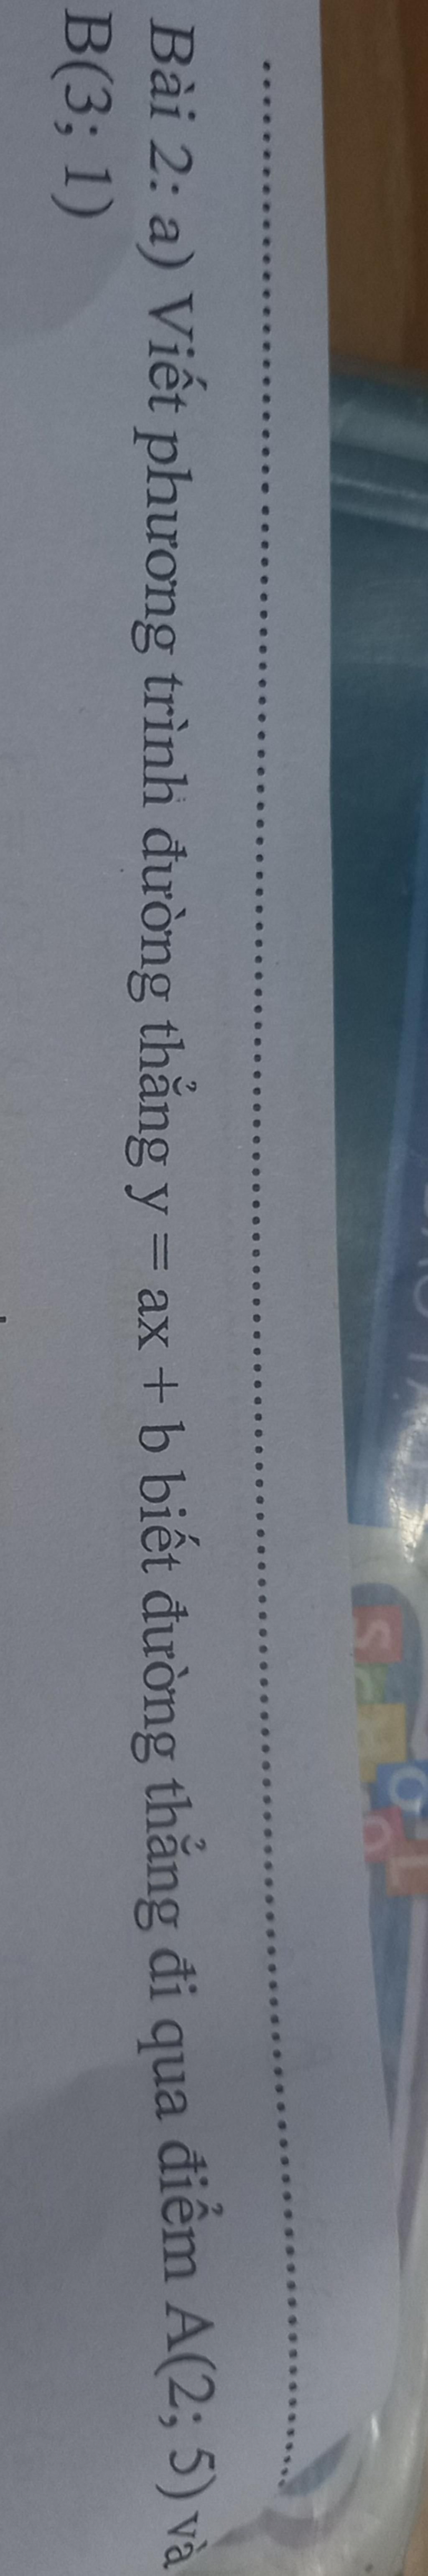 Bài 2: a) Viết phương trình đường thẳng y = ax + b biết đường thẳng đi qua điểm A(2; 5) và
B(3; 1)